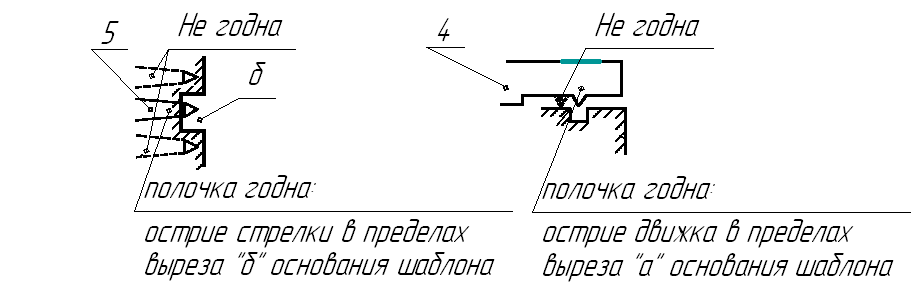 5
Не годна
б
полочка годна:
острие стрелки в пределах
выреза "б" основания шаблона
4
Не годна
полочка годна:
острие движка в пределах
выреза "а" основания шаблона